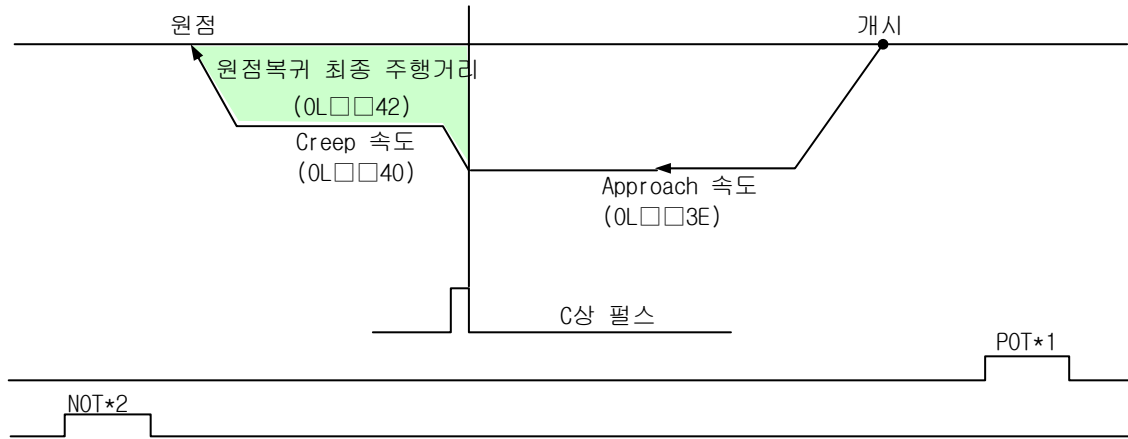 원점
개시
원점복귀 최종 주행거리
(OL□□42)
Creep 속도
(OL□□40)
Approach 속도
(OL□□3E)
C상 펄스
POT*1
NOT*2